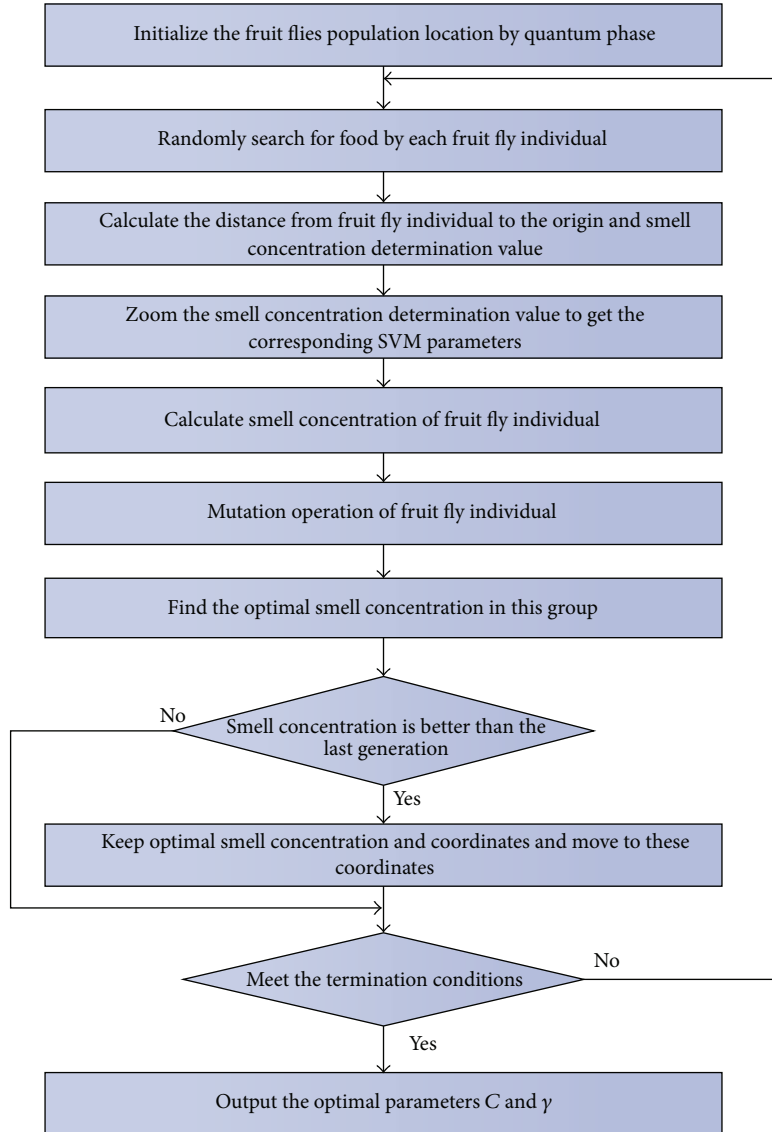 Initialize the fruit flies population location by quantum phase
Randomly search for food by each fruit fly individual
Calculate the distance from fruit fly individual to the origin and smell
concentration determination value
Zoom the smell concentration determination value to get the
corresponding SVM parameters
Calculate smell concentration of fruit fly individual
Mutation operation of fruit fly individual
Find the optimal smell concentration in this group
No
Smell concentration is better than the
last generation
Yes
Keep optimal smell concentration and coordinates and move to these
coordinates
No
Meet the termination conditions
Yes
Output the optimal parameters C and γ